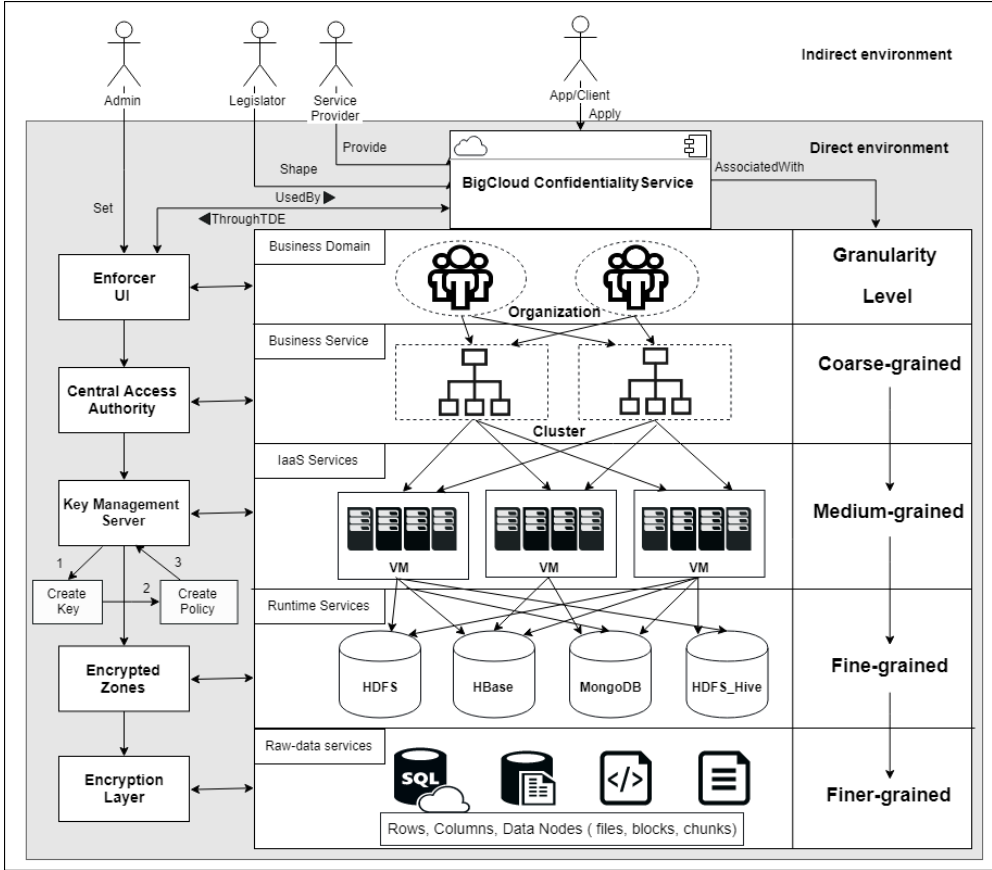 Indirect environment
Admin
Legislator
Service
Provider
App/Client
Apply
Direct environment
Provide
AssociatedWith
Shape
BigCloud ConfidentialityService
UsedBy
Set
ThroughTDE
Business Domain
Enforcer
UI
Granularity
Level
Organization
Business Service
Central Access
Authority
Coarse-grained
Cluster
IaaS Services
Key Management
Server
Medium-grained
VM
VM
VM
1
3
2
Create
Key
Create
Policy
Runtime Services
Encrypted
Zones
HDFS
HBase
MongoDB
HDFS_Hive
Fine-grained
Raw-data services
Encryption
Layer
SQL
</>
Finer-grained
Rows, Columns, Data Nodes ( files, blocks, chunks)